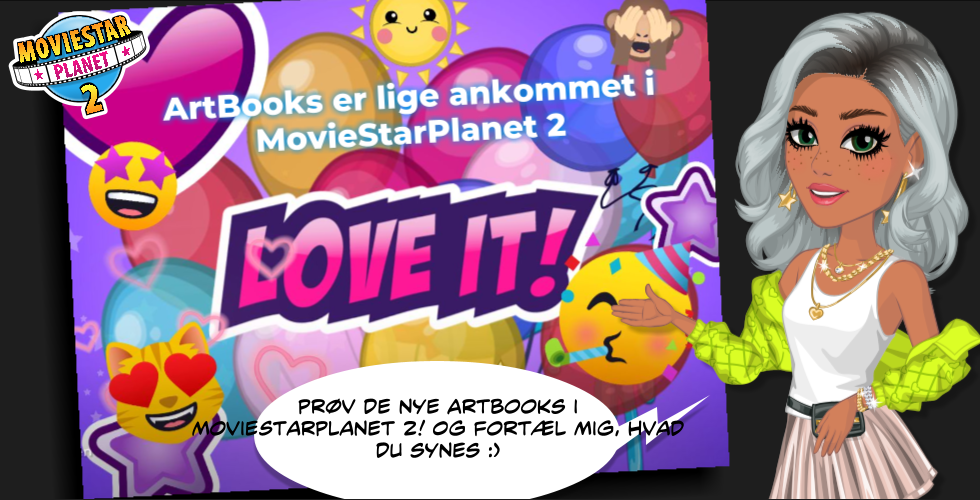 MOVIESTAR
PLANET
2
ArtBooks er lige ankommet i
MovieStarPlanet 2
LOVE IT!
PRØV DE NYE ARTBOOKS I
MOVIESTARPLANET 2! OG FORTÆL MIG, HVAD
DU SYNES :)